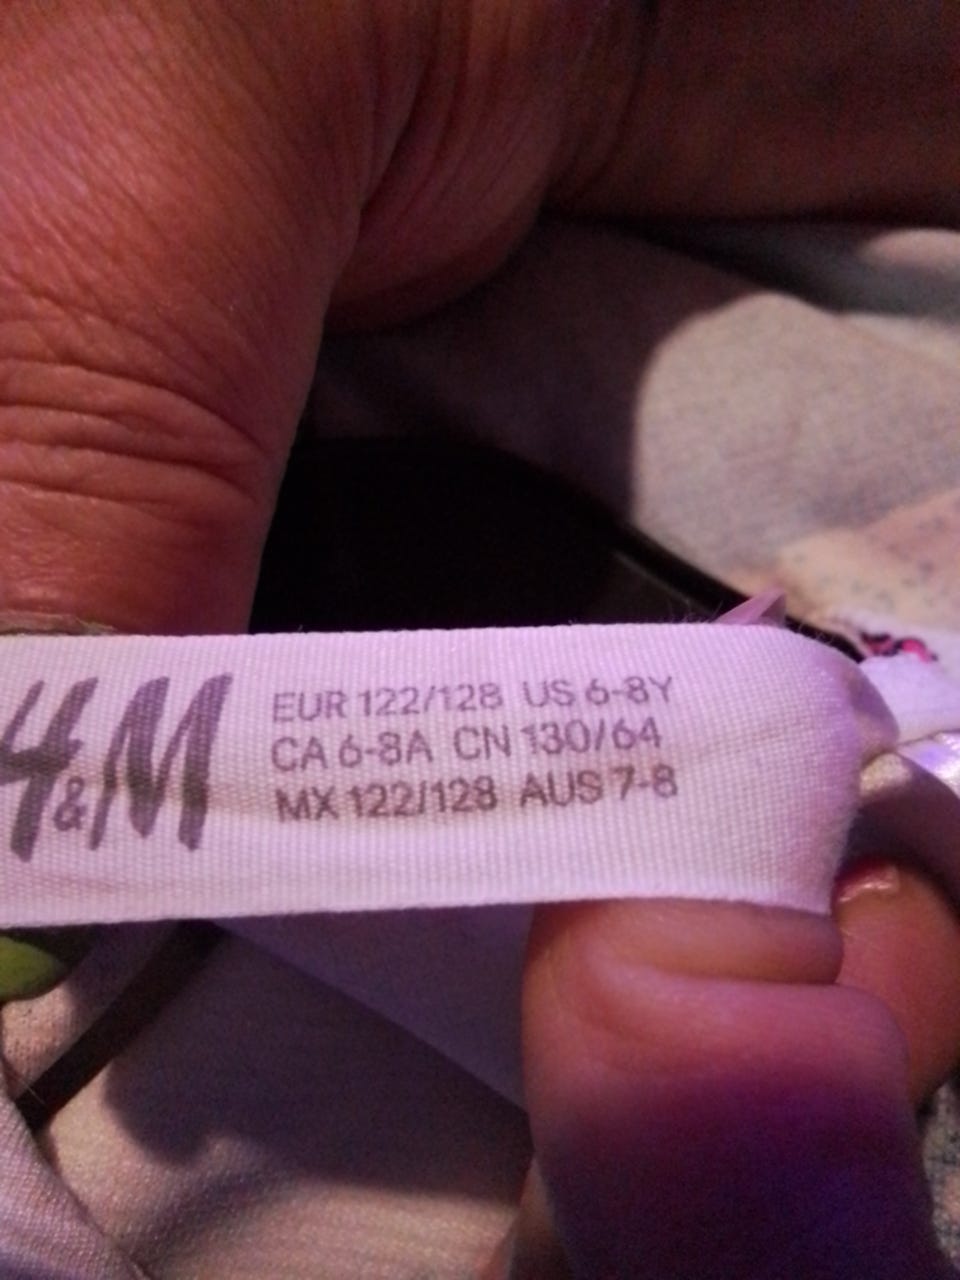 H&M
EUR 122/128 US 6-8Y
CA 6-8A CN 130/64
MX 122/128 AUS 7-8